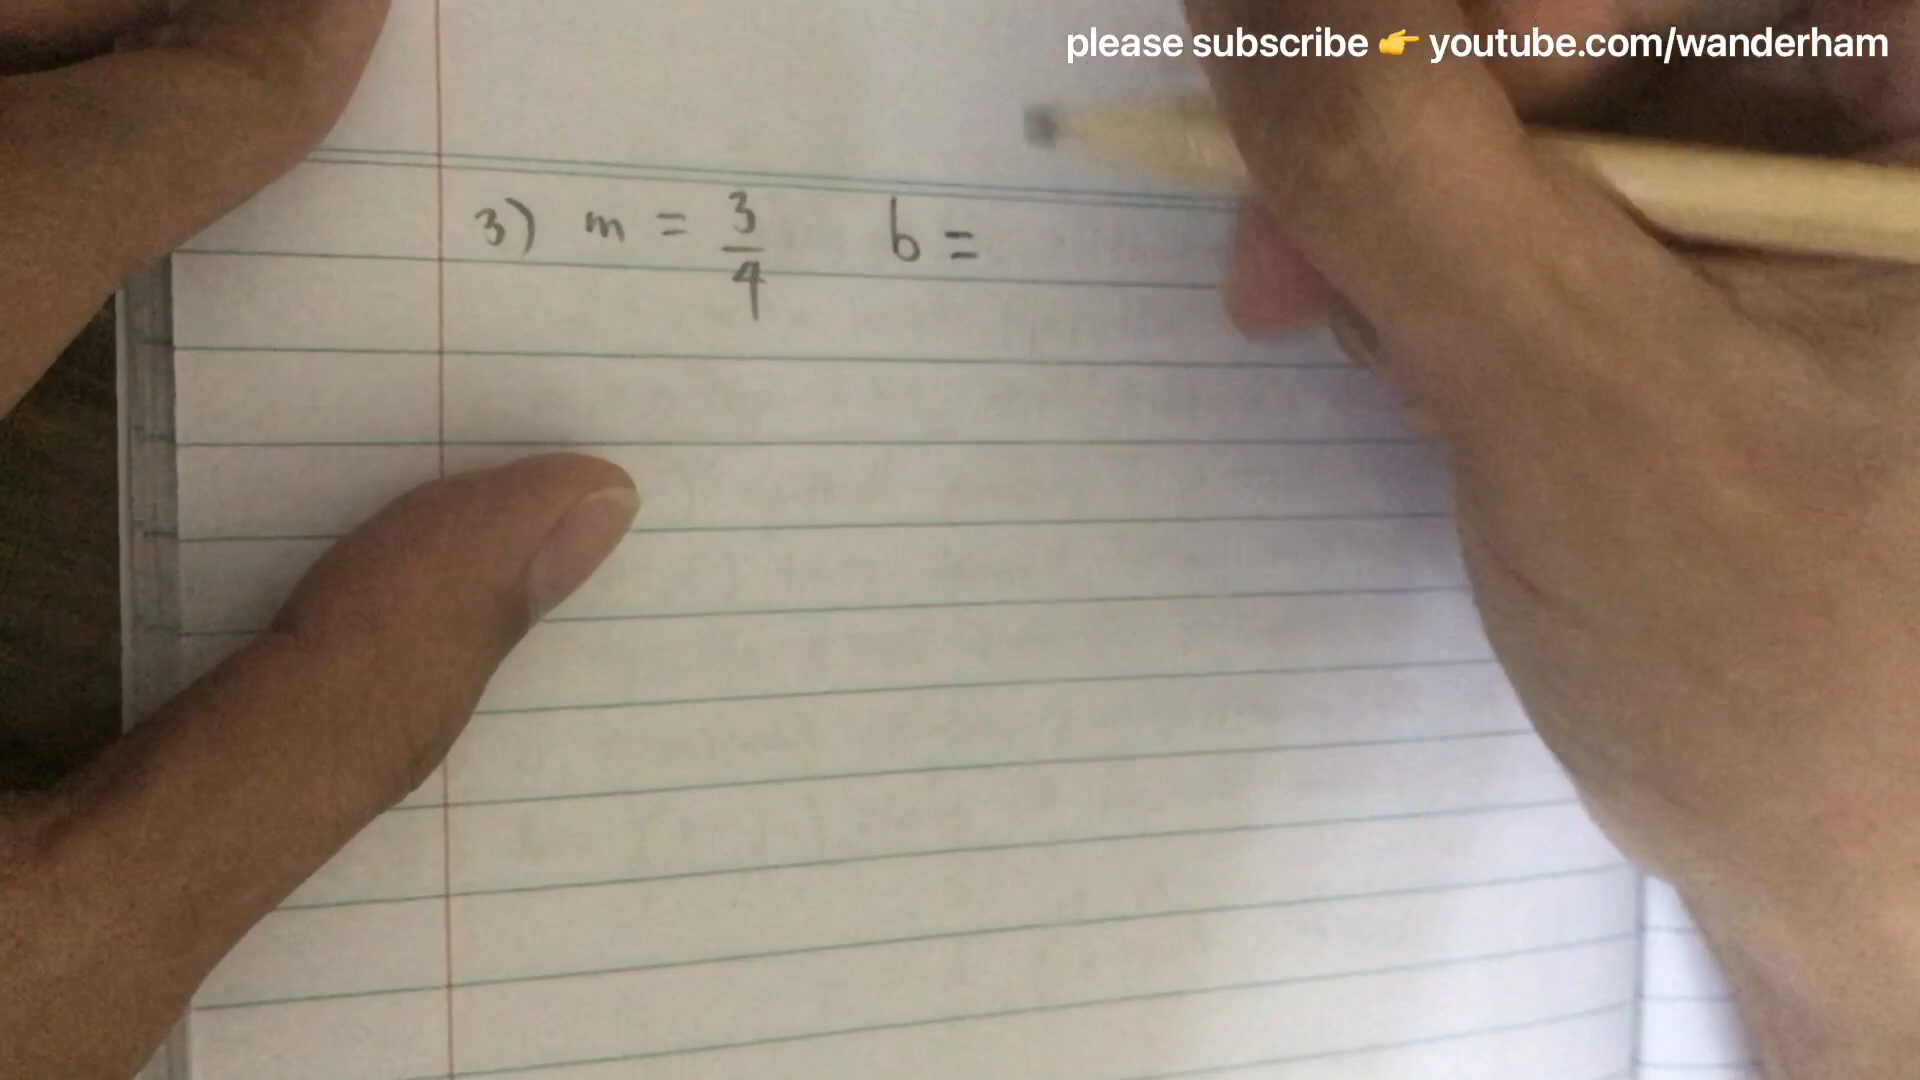 please subscribe 👉 youtube.com/wanderham
3) m = 3/4 b =